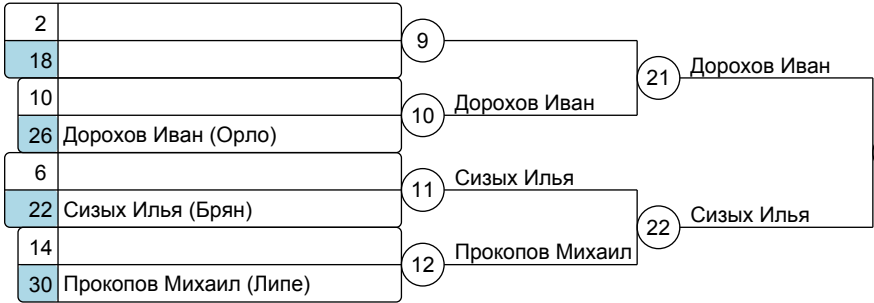 2
9
18
21 Дорохов Иван
10
10 Дорохов Иван
26 Дорохов Иван (Орло)
6
11 Сизых Илья
22 Сизых Илья (Брян)
22 Сизых Илья
14
12 Прокопов Михаил
30 Прокопов Михаил (Липе)